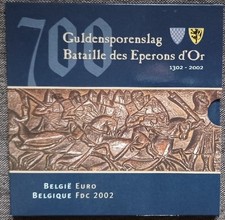 700
Guldensporenslag
Bataille des Eperons d'Or
1302 - 2002
België Euro
Belgique FDC 2002